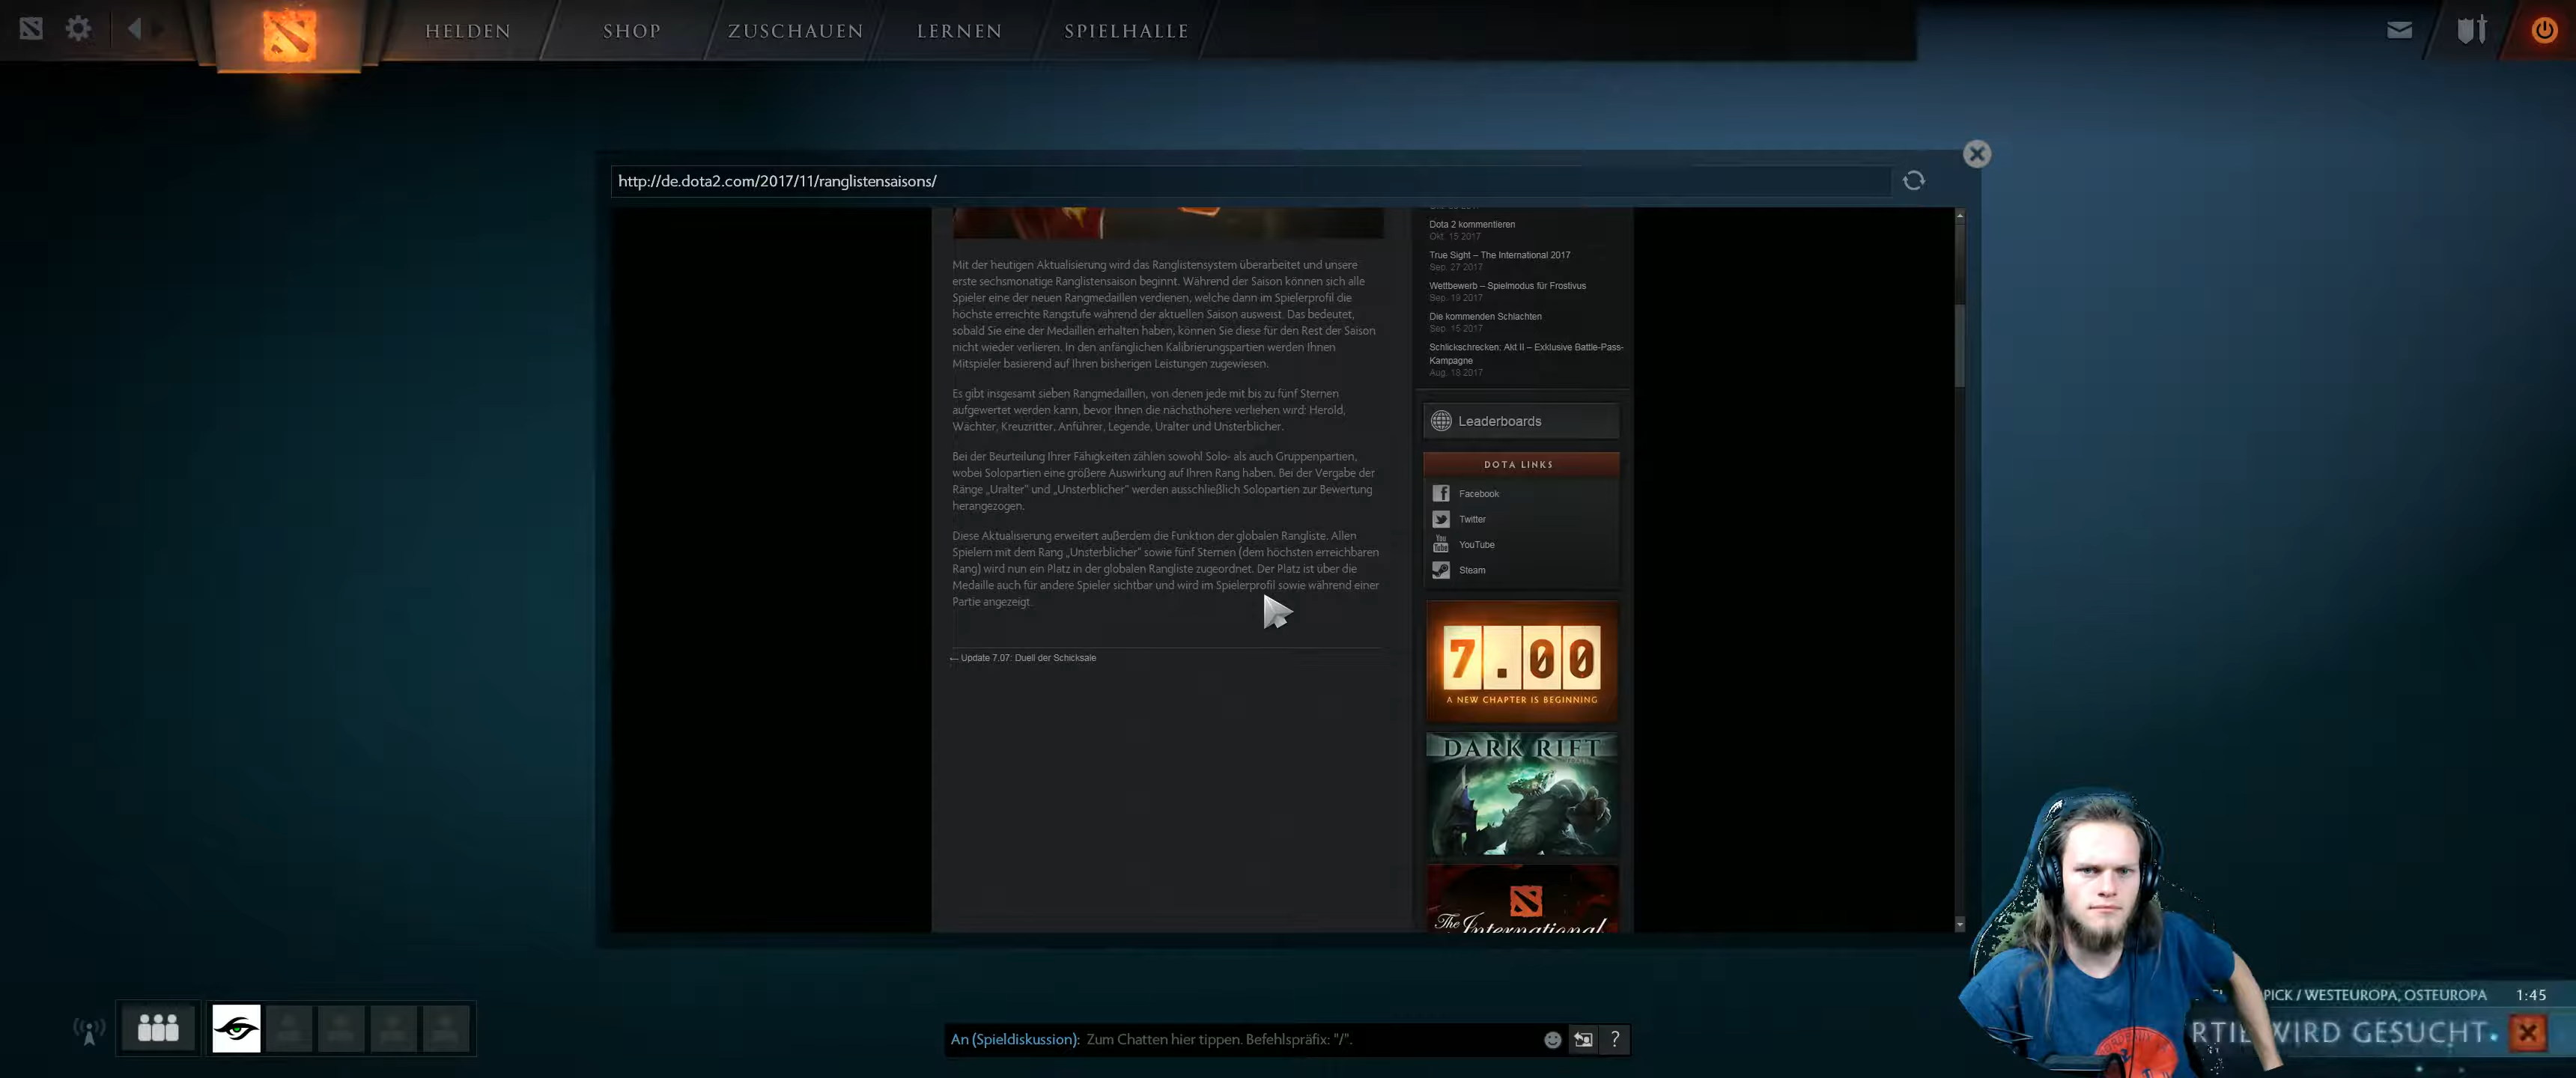 HELDEN
SHOP
ZUSCHAUEN
LERNEN
SPIELHALLE
http://de.dota2.com/2017/11/ranglistensaisons/
Mit der heutigen Aktualisierung wird das Ranglistensystem überarbeitet und unsere
erste sechsmonatige Ranglistensaison beginnt. Während der Saison können sich alle
Spieler eine der neuen Rangmedaillen verdienen, welche dann im Spielerprofil die
höchste erreichte Rangstufe während der aktuellen Saison ausweist. Das bedeutet,
sobald Sie eine der Medaillen erhalten haben, können Sie diese für den Rest der Saison
nicht wieder verlieren. In den anfänglichen Kalibrierungspartien werden Ihnen
Mitspieler basierend auf Ihren bisherigen Leistungen zugewiesen.
Es gibt insgesamt sieben Rangmedaillen, von denen jede mit bis zu fünf Sternen
aufgewertet werden kann, bevor Ihnen die nächsthöhere verliehen wird: Herold,
Wächter, Kreuzritter, Anführer, Legende, Uralter und Unsterblicher.
Bei der Beurteilung Ihrer Fähigkeiten zählen sowohl Solo- als auch Gruppenpartien,
wobei Solopartien eine größere Auswirkung auf Ihren Rang haben. Bei der Vergabe der
Ränge „Uralter“ und „Unsterblicher“ werden ausschließlich Solopartien zur Bewertung
herangezogen.
Diese Aktualisierung erweitert außerdem die Funktion der globalen Rangliste. Allen
Spielern mit dem Rang „Unsterblicher“ sowie fünf Sternen (dem höchsten erreichbaren
Rang) wird nun ein Platz in der globalen Rangliste zugeordnet. Der Platz ist über die
Medaille auch für andere Spieler sichtbar und wird im Spielerprofil sowie während einer
Partie angezeigt.
← Update 7.07: Duell der Schicksale
Dota 2 kommentieren
Okt. 15 2017
True Sight – The International 2017
Sep. 27 2017
Wettbewerb – Spielmodus für Frostivus
Sep. 19 2017
Die kommenden Schlachten
Sep. 15 2017
Schlickschrecken: Akt II – Exklusive Battle-Pass-
Kampagne
Aug. 18 2017
Leaderboards
DOTA LINKS
Facebook
Twitter
You
Tube
YouTube
Steam
7.00
A NEW CHAPTER IS BEGINNING
DARK RIFT
The International
An (Spieldiskussion): Zum Chatten hier tippen. Befehlspräfix: "/".
?
PICK / WESTEUROPA, OSTEUROPA 1:45
RTIE WIRD GESUCHT